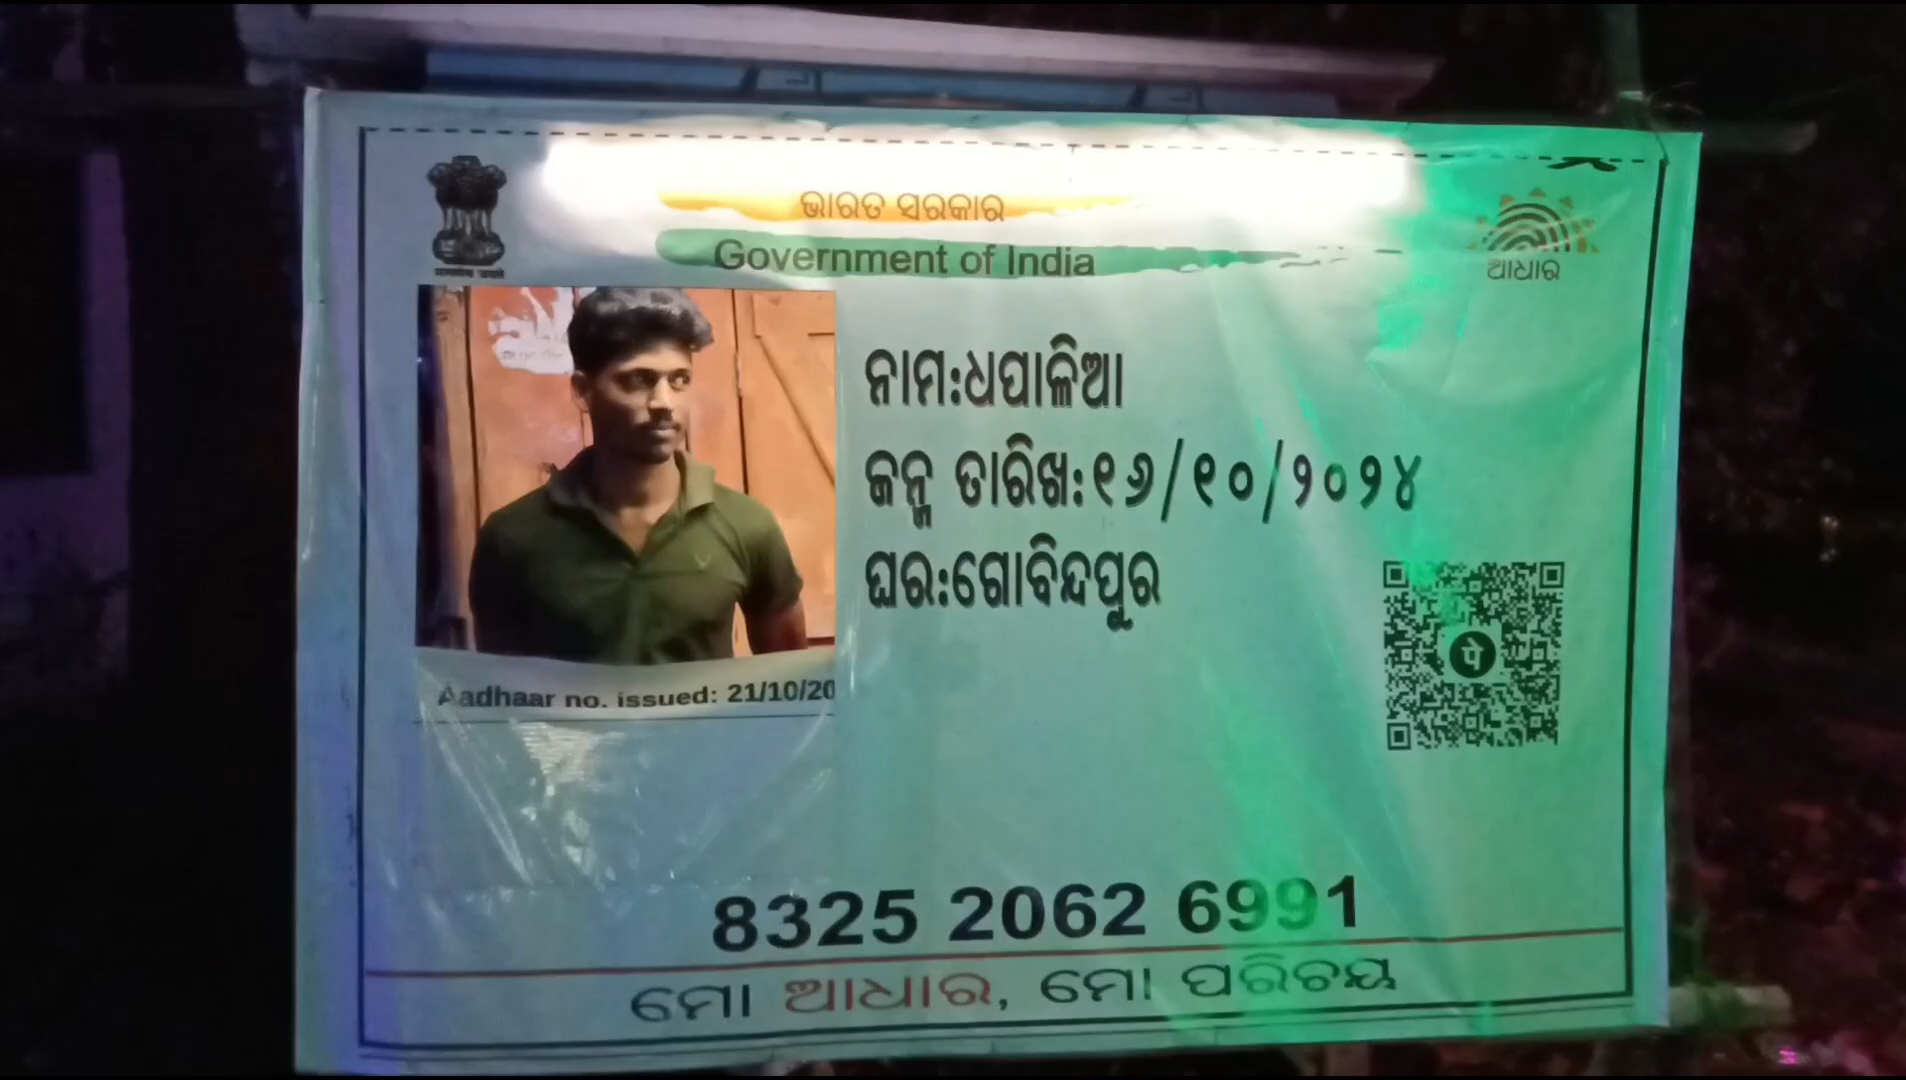 ଭାରତ ସରକାର
Government of India
ଆଧାର
ନାମ:ଧପାଳିଆ
ଜନ୍ମ ତାରିଖ:୧୬/୧୦/୨୦୨୪
ଘର:ଗୋବିନ୍ଦପୁର
पे
Aadhaar no. issued: 21/10/20
8325 2062 6991
ମୋ ଆଧାର, ମୋ ପରିଚୟ